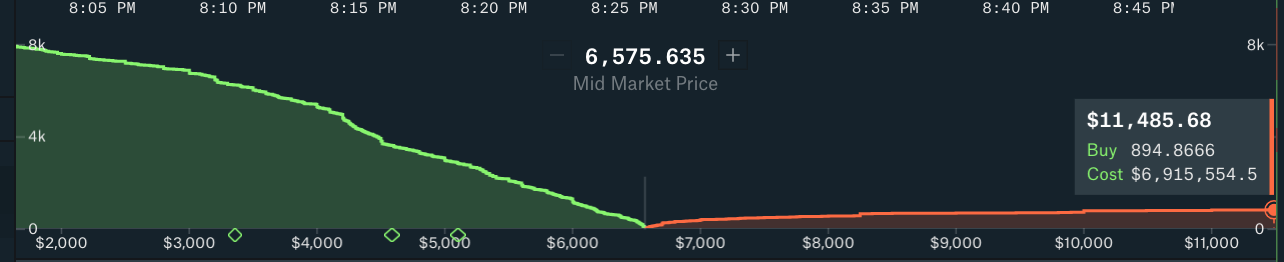 8:05 PM 8:10 PM 8:15 PM 8:20 PM 8:25 PM 8:30 PM 8:35 PM 8:40 PM 8:45 PM
8k 8k
− 6,575.635 +
Mid Market Price
$11,485.68
4k
Buy 894.8666
Cost $6,915,554.5
0 0
$2,000 $3,000 $4,000 $5,000 $6,000 $7,000 $8,000 $9,000 $10,000 $11,000